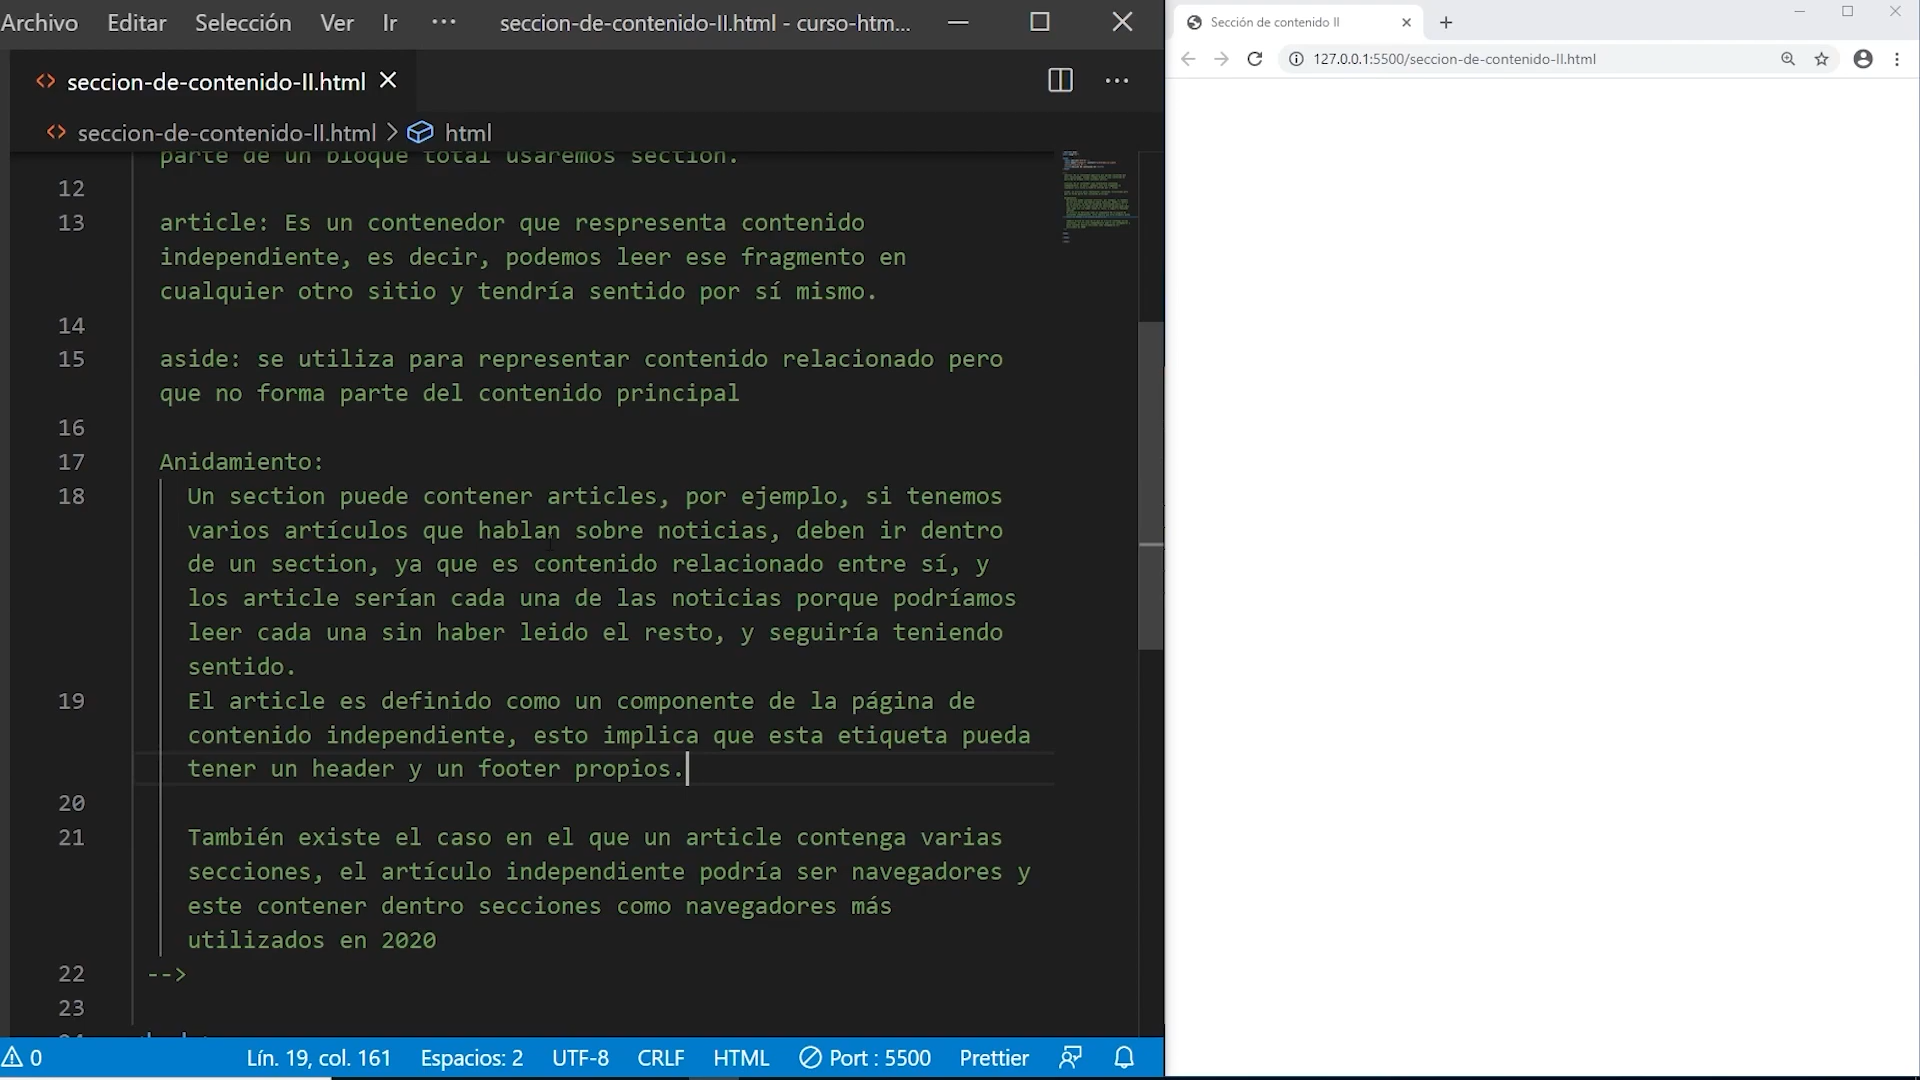 Archivo Editar Selección Ver Ir ··· seccion-de-contenido-II.html - curso-htm...
seccion-de-contenido-II.html
seccion-de-contenido-II.html > html
parte de un bloque total usaremos section.
12
13 article: Es un contenedor que respresenta contenido
independiente, es decir, podemos leer ese fragmento en
cualquier otro sitio y tendría sentido por sí mismo.
14
15 aside: se utiliza para representar contenido relacionado pero
que no forma parte del contenido principal
16
17 Anidamiento:
18 Un section puede contener articles, por ejemplo, si tenemos
varios artículos que hablan sobre noticias, deben ir dentro
de un section, ya que es contenido relacionado entre sí, y
los article serían cada una de las noticias porque podríamos
leer cada una sin haber leido el resto, y seguiría teniendo
sentido.
19 El article es definido como un componente de la página de
contenido independiente, esto implica que esta etiqueta pueda
tener un header y un footer propios.
20
21 También existe el caso en el que un article contenga varias
secciones, el artículo independiente podría ser navegadores y
este contener dentro secciones como navegadores más
utilizados en 2020
22 -->
23
0 Lín. 19, col. 161 Espacios: 2 UTF-8 CRLF HTML Port : 5500 Prettier
Sección de contenido II
127.0.0.1:5500/seccion-de-contenido-II.html